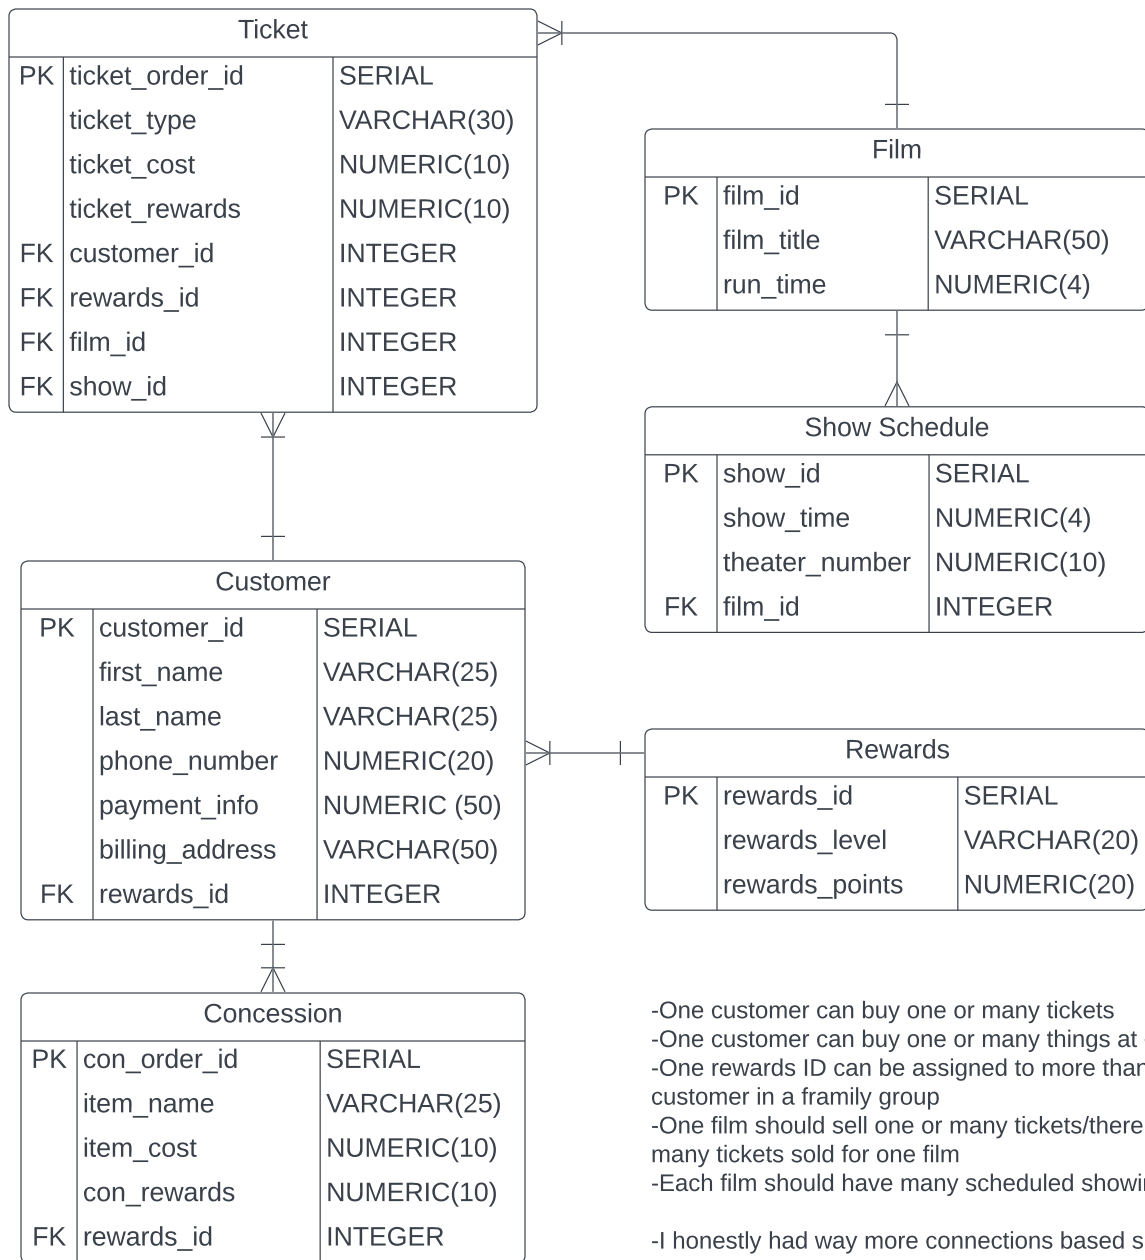 Ticket
PK ticket_order_id SERIAL
ticket_type VARCHAR(30)
ticket_cost NUMERIC(10)
ticket_rewards NUMERIC(10)
FK customer_id INTEGER
FK rewards_id INTEGER
FK film_id INTEGER
FK show_id INTEGER
Film
PK film_id SERIAL
film_title VARCHAR(50)
run_time NUMERIC(4)
Show Schedule
PK show_id SERIAL
show_time NUMERIC(4)
theater_number NUMERIC(10)
FK film_id INTEGER
Customer
PK customer_id SERIAL
first_name VARCHAR(25)
last_name VARCHAR(25)
phone_number NUMERIC(20)
payment_info NUMERIC (50)
billing_address VARCHAR(50)
FK rewards_id INTEGER
Rewards
PK rewards_id SERIAL
rewards_level VARCHAR(20)
rewards_points NUMERIC(20)
Concession
PK con_order_id SERIAL
item_name VARCHAR(25)
item_cost NUMERIC(10)
con_rewards NUMERIC(10)
FK rewards_id INTEGER
-One customer can buy one or many tickets
-One customer can buy one or many things at
-One rewards ID can be assigned to more than
customer in a framily group
-One film should sell one or many tickets/there
many tickets sold for one film
-Each film should have many scheduled
-I honestly had way more connections based